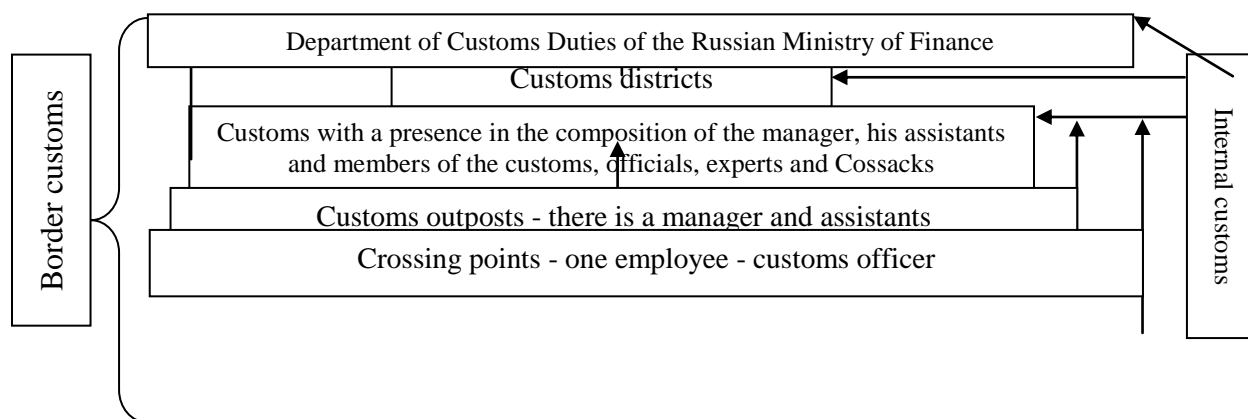 Border customs
Department of Customs Duties of the Russian Ministry of Finance
Customs districts
Customs with a presence in the composition of the manager, his assistants
and members of the customs, officials, experts and Cossacks
Customs outposts - there is a manager and assistants
Crossing points - one employee - customs officer
Internal customs